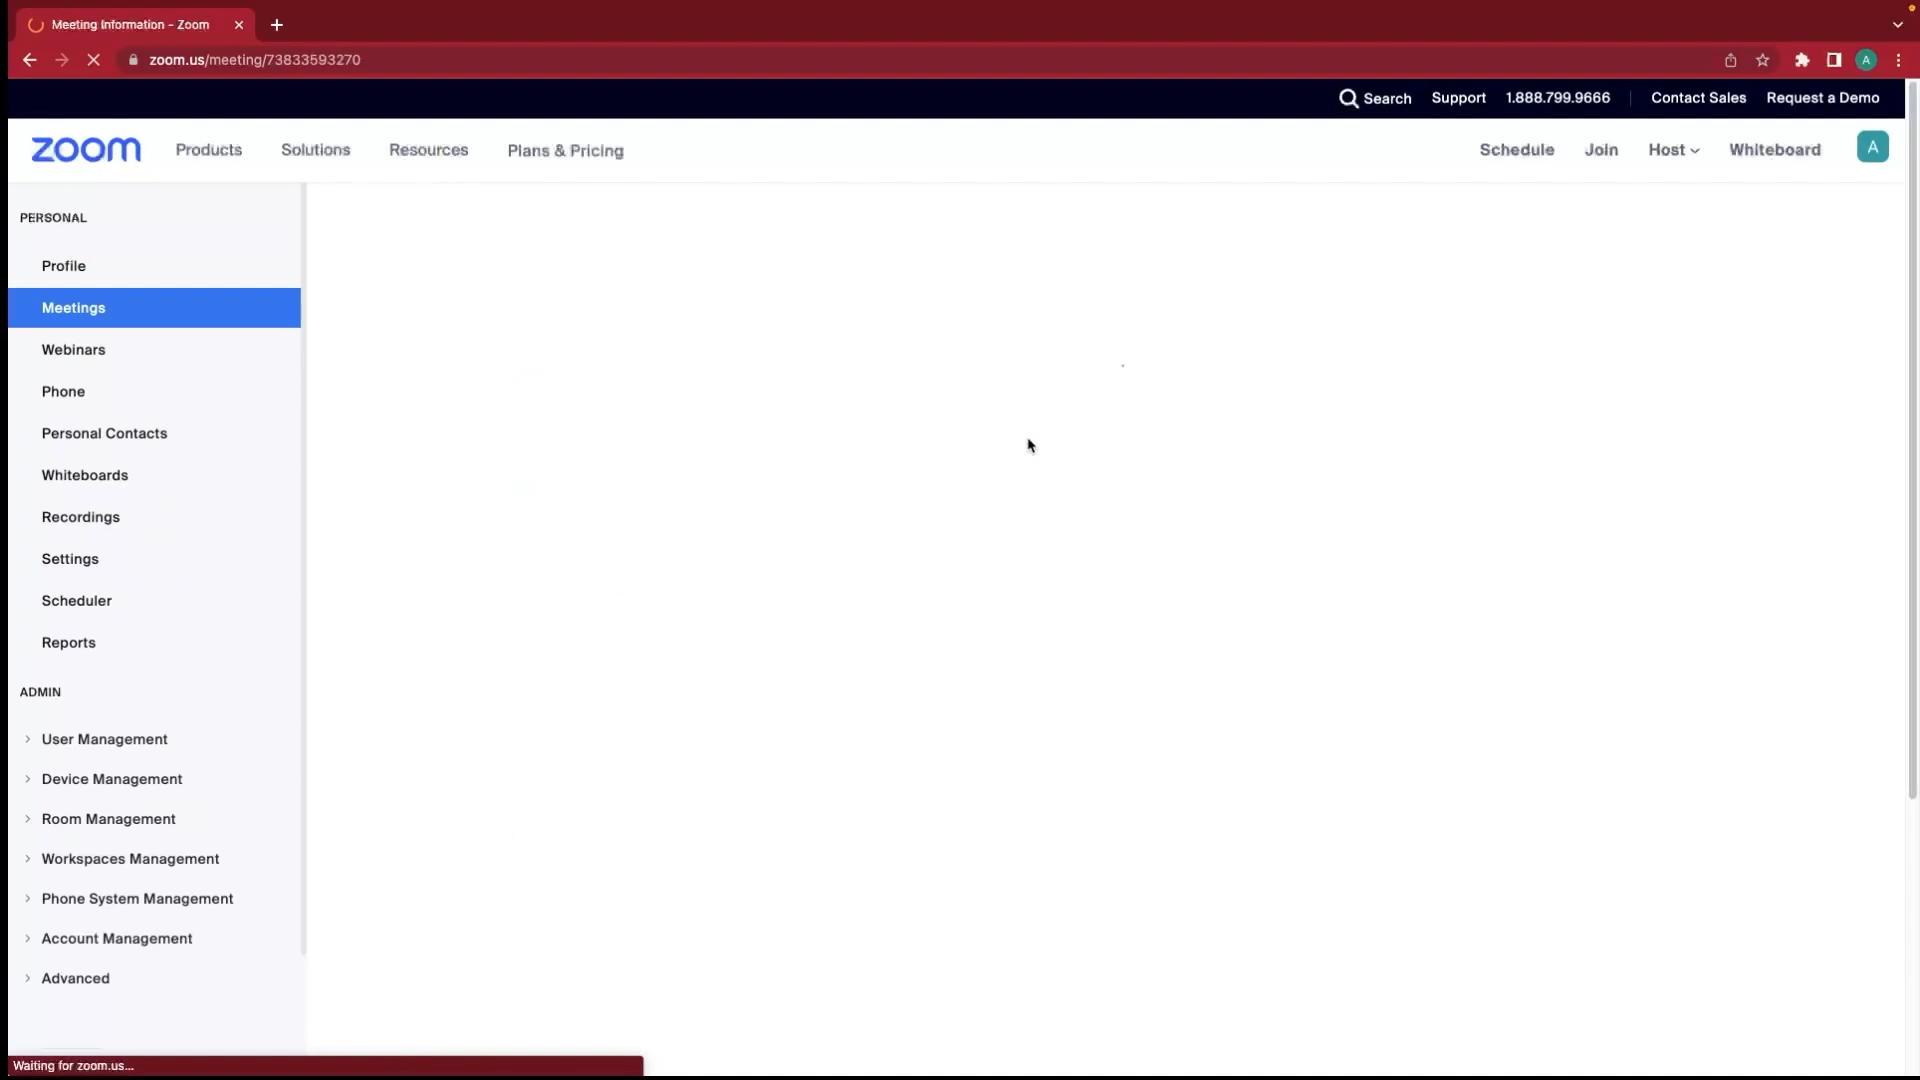 Meeting Information - Zoom
zoom.us/meeting/73833593270
A
Search Support 1.888.799.9666 Contact Sales Request a Demo
zoom Products Solutions Resources Plans & Pricing Schedule Join Host Whiteboard A
PERSONAL
Profile
Meetings
Webinars
Phone
Personal Contacts
Whiteboards
Recordings
Settings
Scheduler
Reports
ADMIN
User Management
Device Management
Room Management
Workspaces Management
Phone System Management
Account Management
Advanced
Waiting for zoom.us...